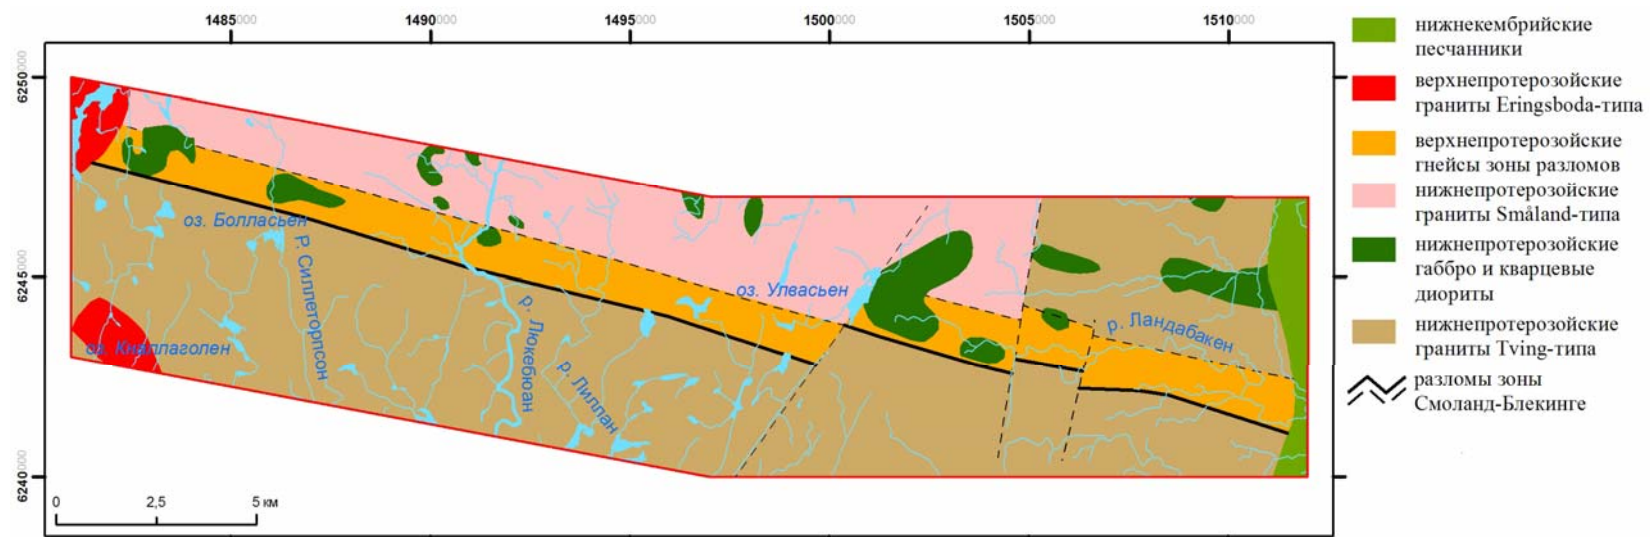 1485000 1490000 1495000 1500000 1505000 1510000
6250000
6245000
6240000
оз. Болласьен
Р. Силлеторпсон
оз. Кналлаголен
р. Люкебюан
р. Лиллан
оз. Улвасьен
р. Ландабакен
0 2,5 5 км
нижнекембрийские
песчанники
верхнепротерозойские
граниты Eringsboda-типа
верхнепротерозойские
гнейсы зоны разломов
нижнепротерозойские
граниты Småland-типа
нижнепротерозойские
габбро и кварцевые
диориты
нижнепротерозойские
граниты Tving-типа
разломы зоны
Смоланд-Блекинге